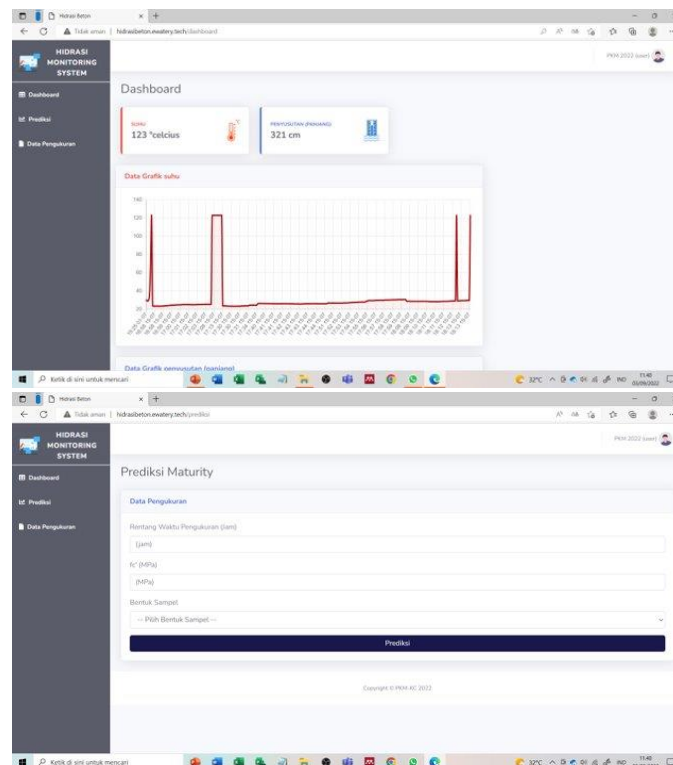 Hidrasi Beton
Tidak aman | hidrasibeton.ewatery.tech/dashboard
HIDRASI
MONITORING
SYSTEM
PKM 2022 (user)
Dashboard
Dashboard
Prediksi
Data Pengukuran
SUHU
123 °celcius
PENYUSUTAN (PANJANG)
321 cm
Data Grafik suhu
140
120
100
80
60
40
20
Data Grafik penyusutan (panjang)
Ketik di sini untuk mencari
32°C
IND
11.40
03/09/2022
Hidrasi Beton
Tidak aman | hidrasibeton.ewatery.tech/prediksi
HIDRASI
MONITORING
SYSTEM
PKM 2022 (user)
Prediksi Maturity
Dashboard
Prediksi
Data Pengukuran
Data Pengukuran
Rentang Waktu Pengukuran (Jam)
(jam)
fc' (MPa)
(MPa)
Bentuk Sampel
-- Pilih Bentuk Sampel --
Prediksi
Copyright © PKM-KC 2022
Ketik di sini untuk mencari
32°C
IND
11.40